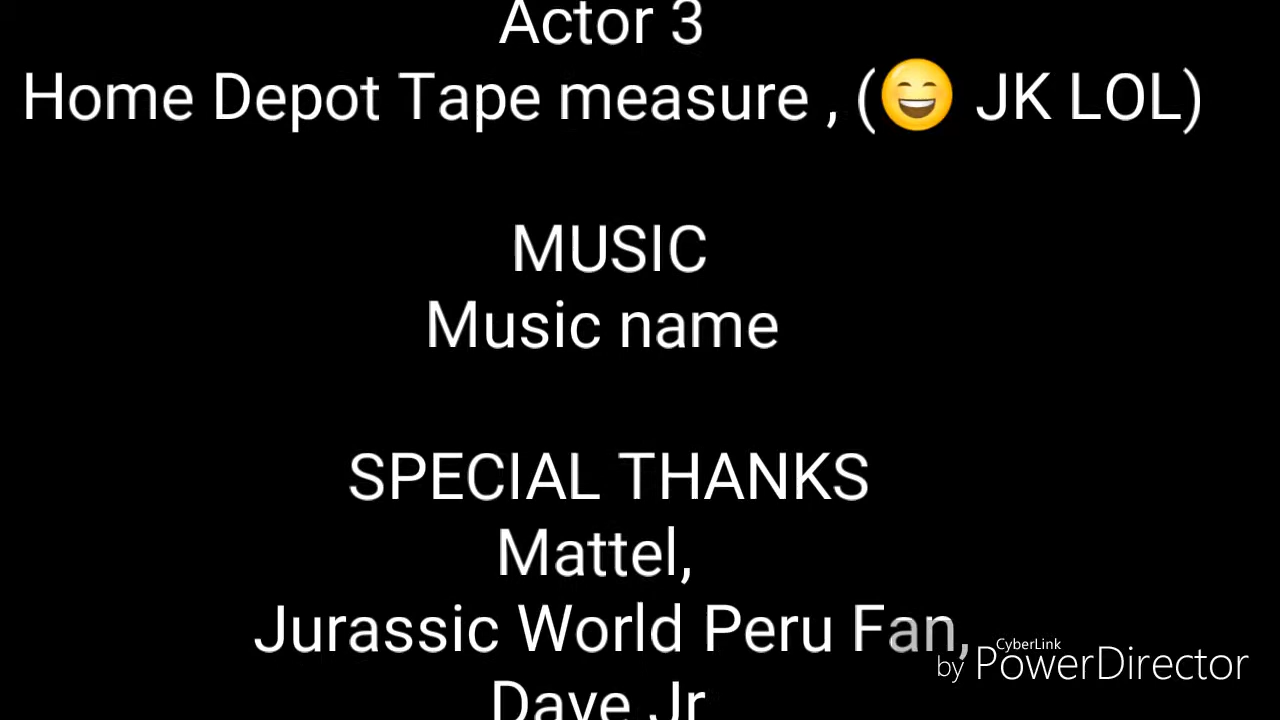 Actor 3
Home Depot Tape measure , (😄 JK LOL)
MUSIC
Music name
SPECIAL THANKS
Mattel,
Jurassic World Peru Fan,
Dave Jr
CyberLink
by PowerDirector